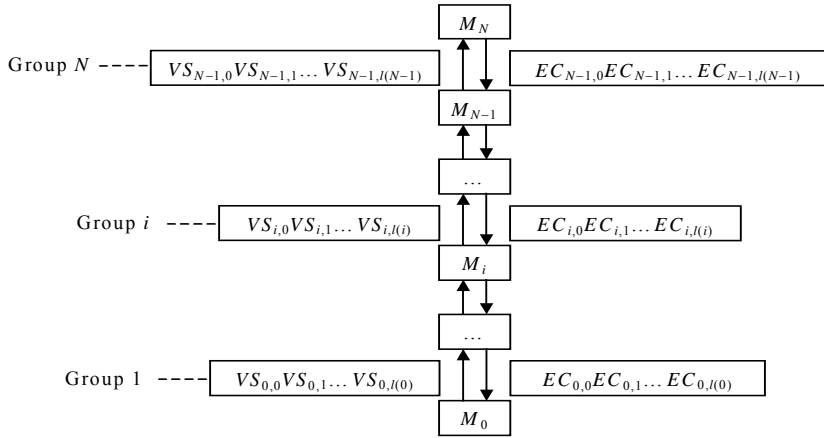 M_N
Group N VS_{N−1,0}VS_{N−1,1}… VS_{N−1,l(N−1)} EC_{N−1,0}EC_{N−1,1}… EC_{N−1,l(N−1)}
M_{N−1}
…
Group i VS_{i,0}VS_{i,1}… VS_{i,l(i)} EC_{i,0}EC_{i,1}… EC_{i,l(i)}
M_i
…
Group 1 VS_{0,0}VS_{0,1}… VS_{0,l(0)} EC_{0,0}EC_{0,1}… EC_{0,l(0)}
M_0